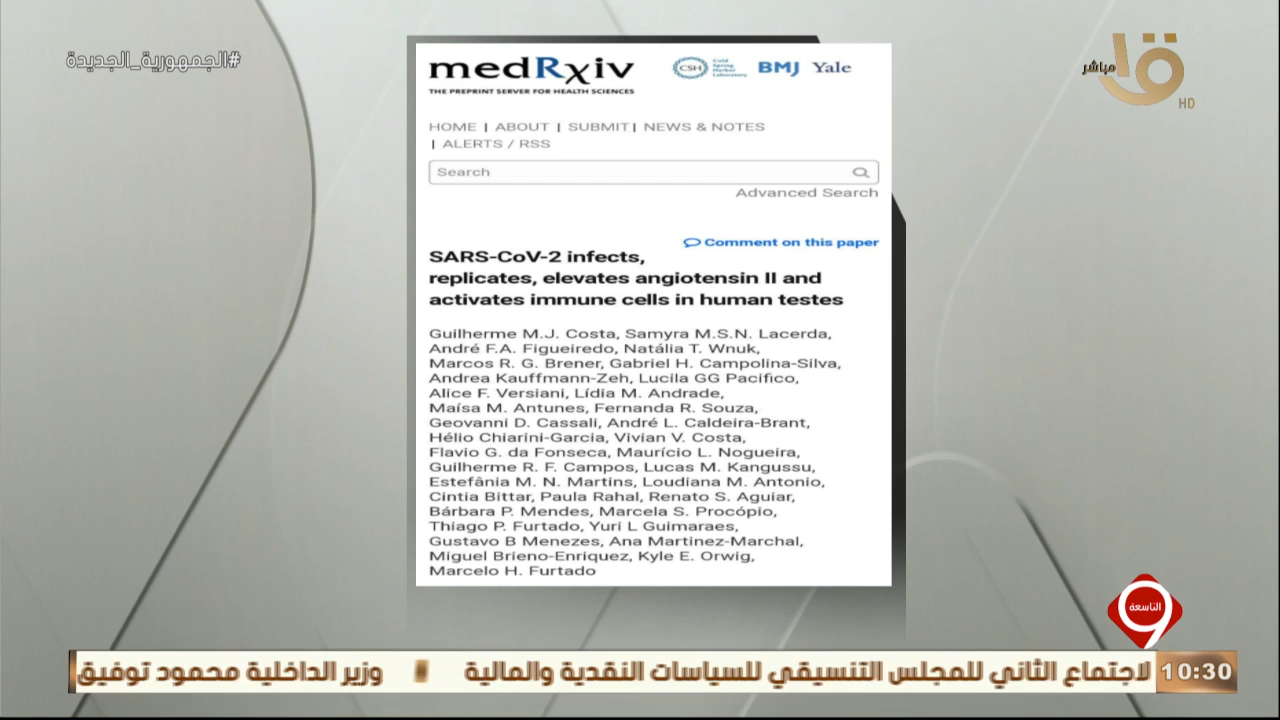 #الجمهورية_الجديدة
مباشر
HD
medRxiv
THE PREPRINT SERVER FOR HEALTH SCIENCES
CSH Cold Spring Harbor Laboratory BMJ Yale
HOME | ABOUT | SUBMIT| NEWS & NOTES
| ALERTS / RSS
Search
Advanced Search
Comment on this paper
SARS-CoV-2 infects,
replicates, elevates angiotensin II and
activates immune cells in human testes
Guilherme M.J. Costa, Samyra M.S.N. Lacerda,
André F.A. Figueiredo, Natália T. Wnuk,
Marcos R. G. Brener, Gabriel H. Campolina-Silva,
Andrea Kauffmann-Zeh, Lucila GG Pacifico,
Alice F. Versiani, Lídia M. Andrade,
Maísa M. Antunes, Fernanda R. Souza,
Geovanni D. Cassali, André L. Caldeira-Brant,
Hélio Chiarini-Garcia, Vivian V. Costa,
Flavio G. da Fonseca, Maurício L. Nogueira,
Guilherme R. F. Campos, Lucas M. Kangussu,
Estefânia M. N. Martins, Loudiana M. Antonio,
Cintia Bittar, Paula Rahal, Renato S. Aguiar,
Bárbara P. Mendes, Marcela S. Procópio,
Thiago P. Furtado, Yuri L Guimaraes,
Gustavo B Menezes, Ana Martinez-Marchal,
Miguel Brieno-Enriquez, Kyle E. Orwig,
Marcelo H. Furtado
التاسعة
9
10:30 لاجتماع الثاني للمجلس التنسيقي للسياسات النقدية والمالية وزير الداخلية محمود توفيق